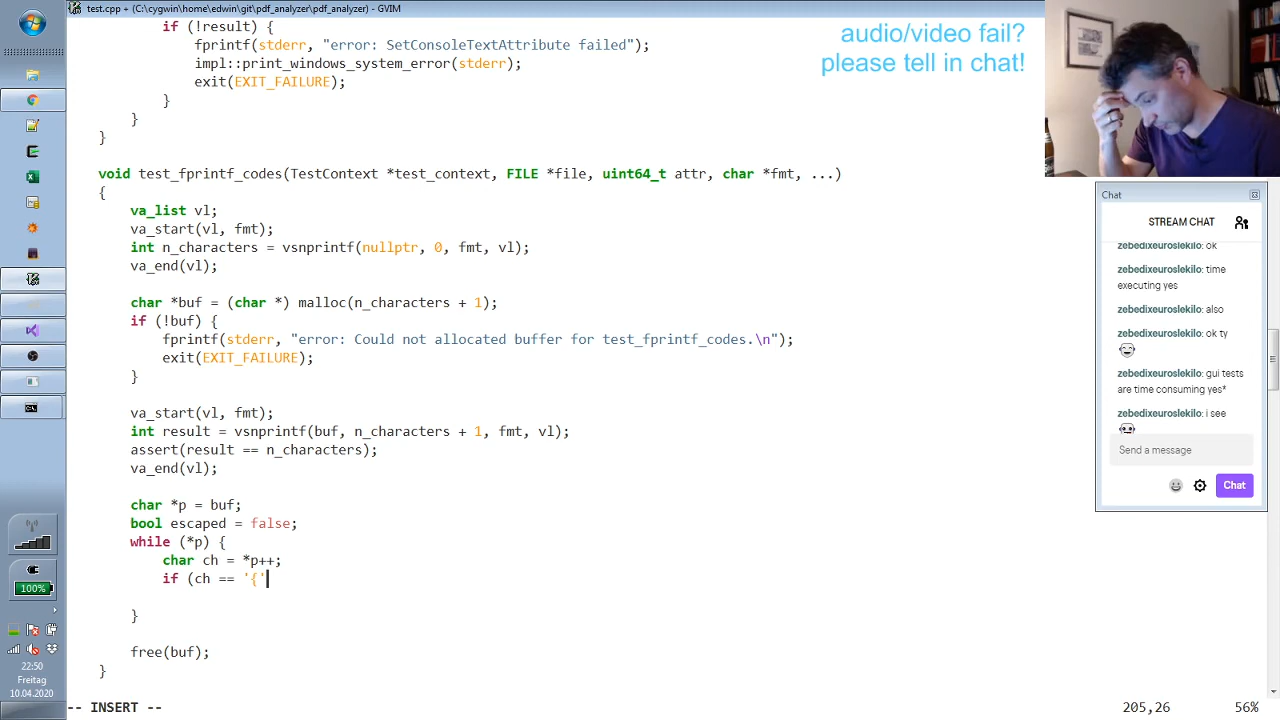 test.cpp + (C:\cygwin\home\edwin\git\pdf_analyzer\pdf_analyzer) - GVIM
if (!result) {
fprintf(stderr, "error: SetConsoleTextAttribute failed");
impl::print_windows_system_error(stderr);
exit(EXIT_FAILURE);
}
}
}
void test_fprintf_codes(TestContext *test_context, FILE *file, uint64_t attr, char *fmt, ...)
{
va_list vl;
va_start(vl, fmt);
int n_characters = vsnprintf(nullptr, 0, fmt, vl);
va_end(vl);
char *buf = (char *) malloc(n_characters + 1);
if (!buf) {
fprintf(stderr, "error: Could not allocated buffer for test_fprintf_codes.\n");
exit(EXIT_FAILURE);
}
va_start(vl, fmt);
int result = vsnprintf(buf, n_characters + 1, fmt, vl);
assert(result == n_characters);
va_end(vl);
char *p = buf;
bool escaped = false;
while (*p) {
char ch = *p++;
if (ch == '{'
}
free(buf);
}
-- INSERT --
205,26
56%
audio/video fail?
please tell in chat!
Chat
STREAM CHAT
zebedixeuroslekilo: ok
zebedixeuroslekilo: time
executing yes
zebedixeuroslekilo: also
zebedixeuroslekilo: ok ty
zebedixeuroslekilo: gui tests
are time consuming yes*
zebedixeuroslekilo: i see
Send a message
Chat
100%
22:50
Freitag
10.04.2020